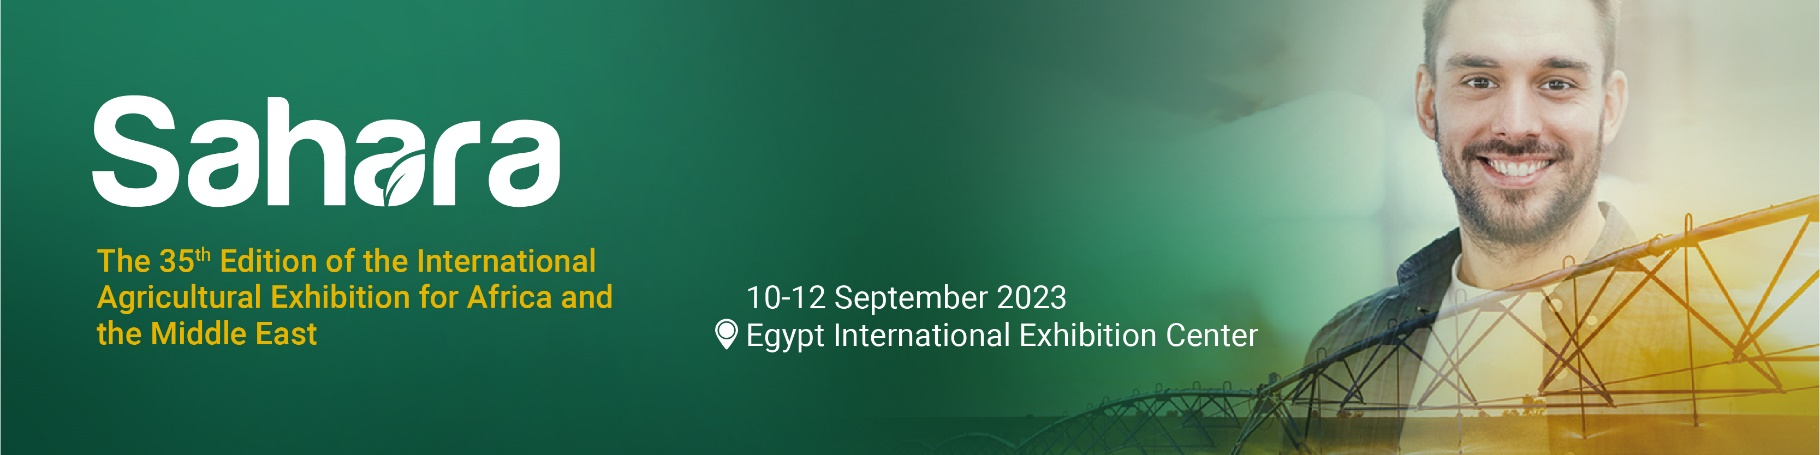 Sahara
The 35th Edition of the International
Agricultural Exhibition for Africa and
the Middle East
10-12 September 2023
Egypt International Exhibition Center